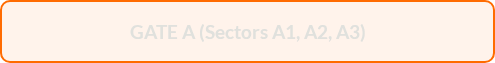 GATE A (Sectors A1, A2, A3)